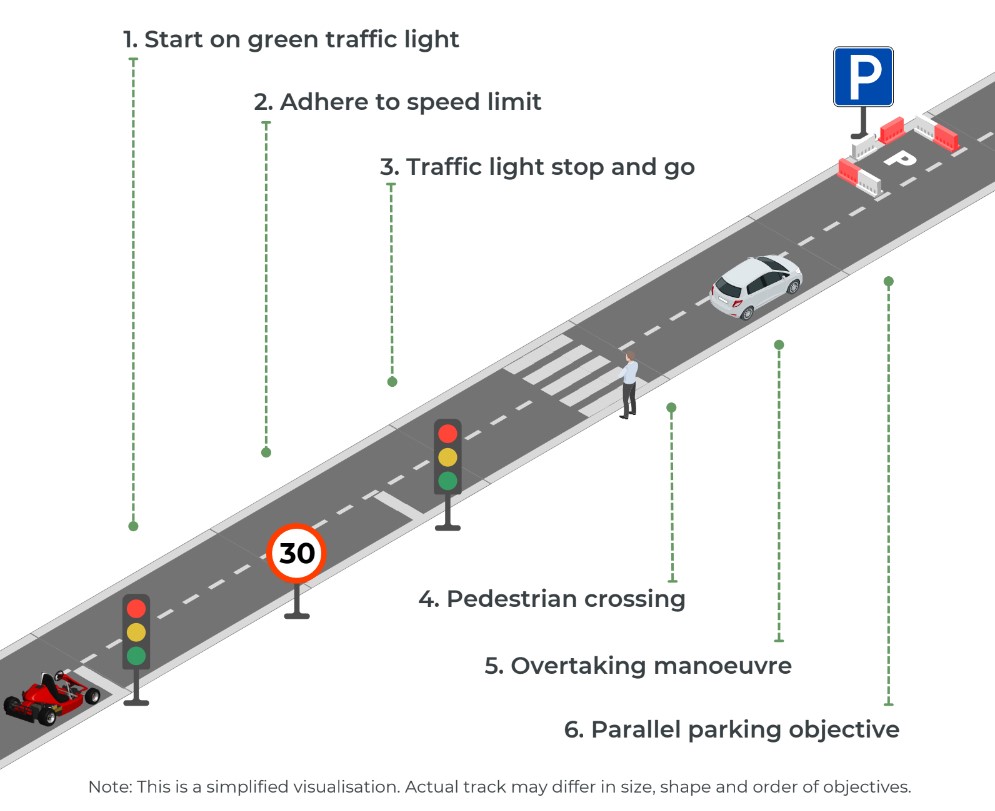 1. Start on green traffic light
2. Adhere to speed limit
3. Traffic light stop and go
P
P
30
4. Pedestrian crossing
5. Overtaking manoeuvre
6. Parallel parking objective
Note: This is a simplified visualisation. Actual track may differ in size, shape and order of objectives.